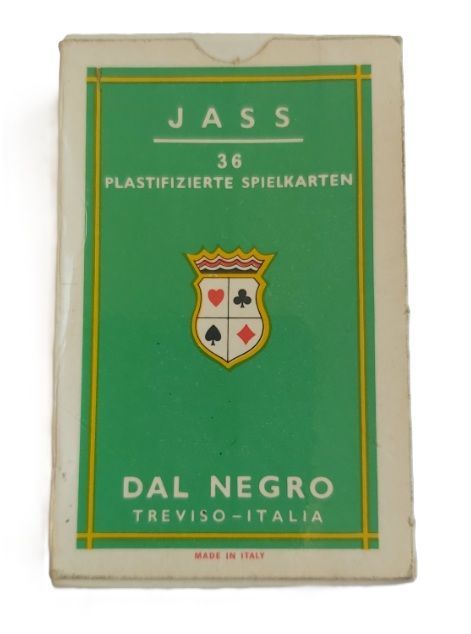 JASS
36
PLASTIFIZIERTE SPIELKARTEN
DAL NEGRO
TREVISO-ITALIA
MADE IN ITALY